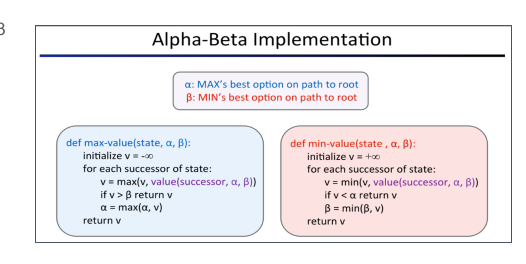 3
Alpha-Beta Implementation
α: MAX's best option on path to root
β: MIN's best option on path to root
def max-value(state, α, β):
initialize v = -∞
for each successor of state:
v = max(v, value(successor, α, β))
if v > β return v
α = max(α, v)
return v
def min-value(state , α, β):
initialize v = +∞
for each successor of state:
v = min(v, value(successor, α, β))
if v < α return v
β = min(β, v)
return v